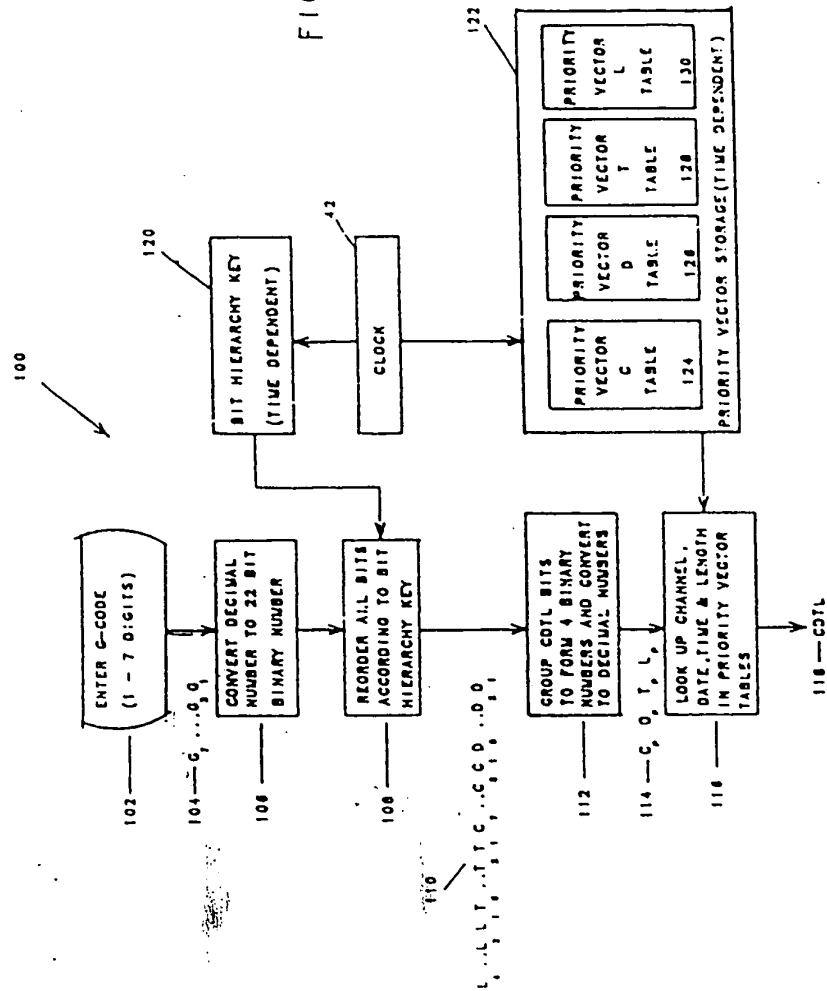 FIG
100
102
ENTER G-CODE
(1 - 7 DIGITS)
104
106
CONVERT DECIMAL
NUMBER TO 22 BIT
BINARY NUMBER
108
REORDER ALL BITS
ACCORDING TO BIT
HIERARCHY KEY
120
BIT HIERARCHY KEY
(TIME DEPENDENT)
42
CLOCK
110
112
GROUP CDTL BITS
TO FORM 4 BINARY
NUMBERS AND CONVERT
TO DECIMAL NUMBERS
114
116
LOOK UP CHANNEL,
DATE,TIME & LENGTH
IN PRIORITY VECTOR
TABLES
118 — CDTL
122
PRIORITY
VECTOR
C
TABLE
124
PRIORITY
VECTOR
D
TABLE
126
PRIORITY
VECTOR
T
TABLE
128
PRIORITY
VECTOR
L
TABLE
130
PRIORITY VECTOR STORAGE(TIME DEPENDENT)